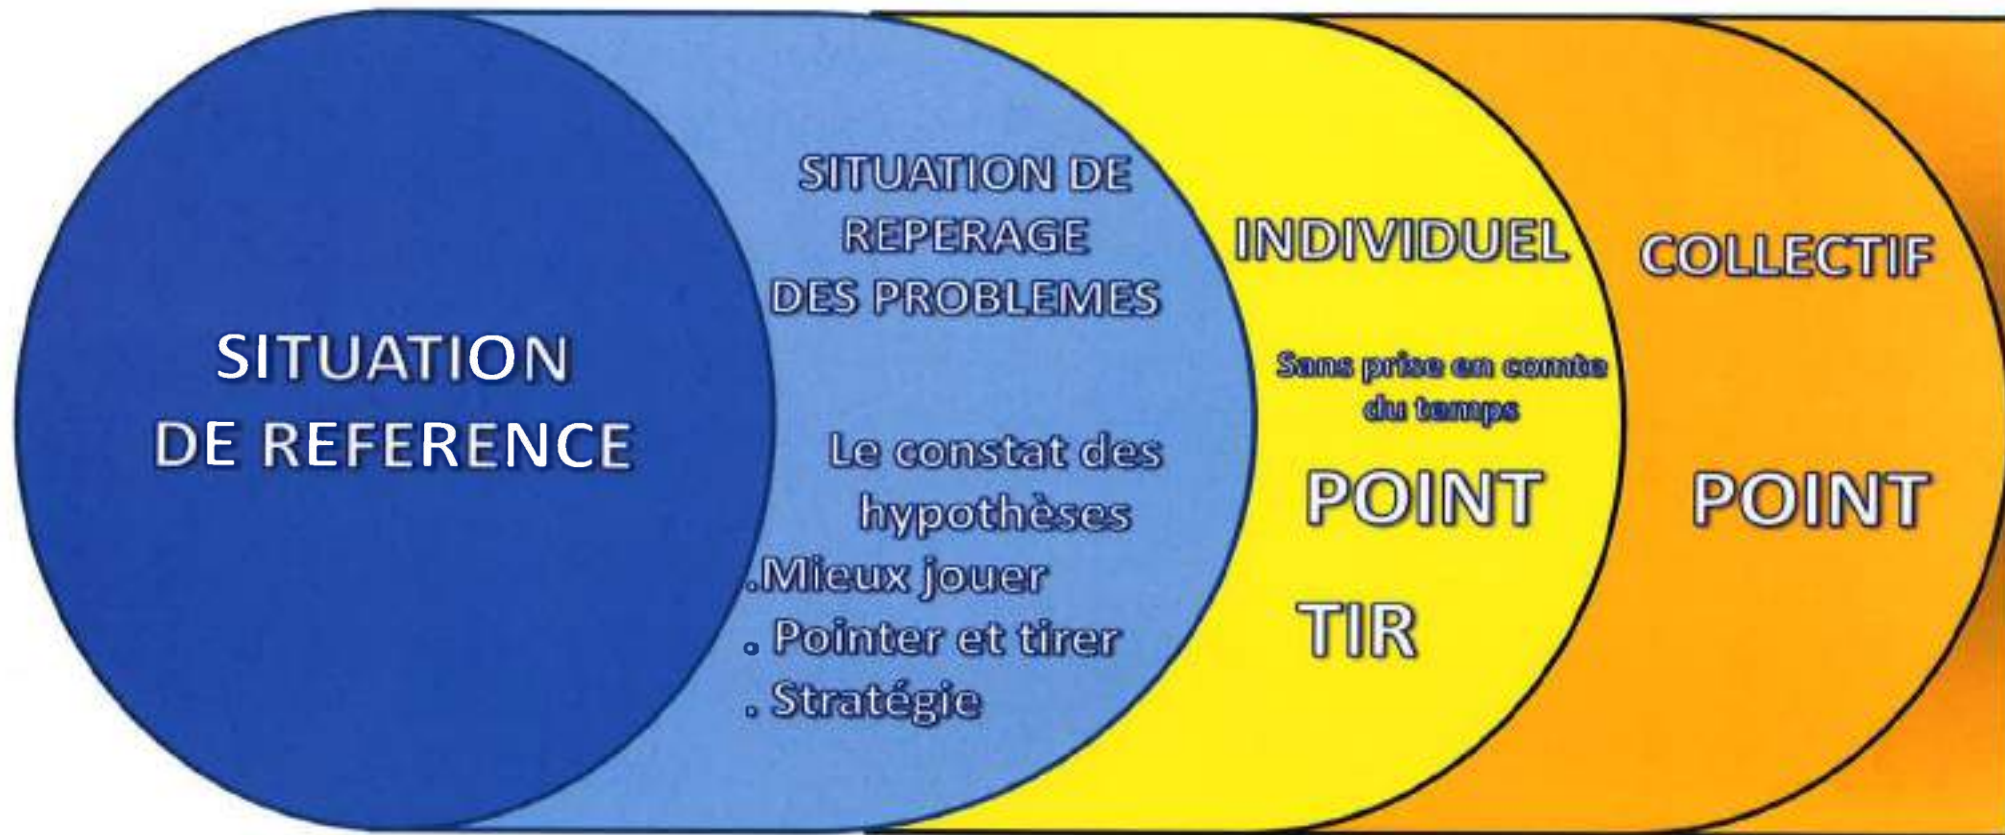 SITUATION
DE REFERENCE
SITUATION DE
REPERAGE
DES PROBLEMES
Le constat des
hypothèses
.Mieux jouer
. Pointer et tirer
. Stratégie
INDIVIDUEL
Sans prise en comte
du temps
POINT
TIR
COLLECTIF
POINT